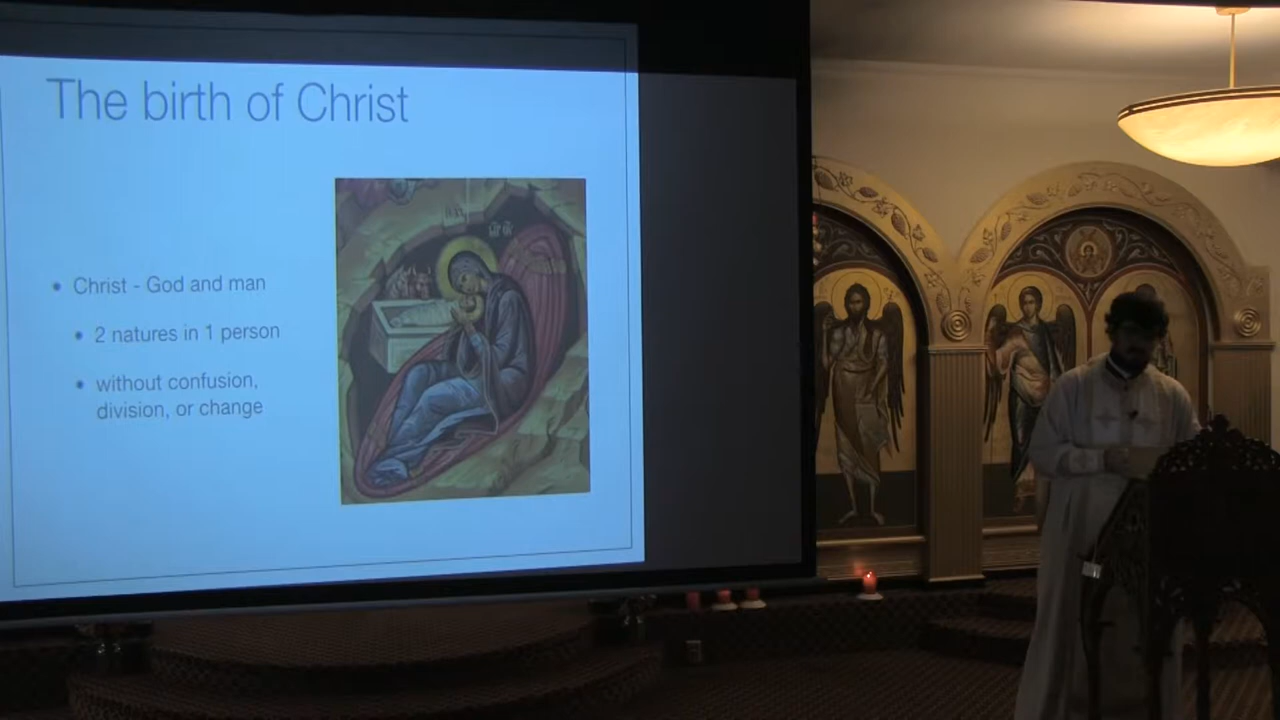 The birth of Christ
• Christ - God and man
• 2 natures in 1 person
• without confusion,
division, or change